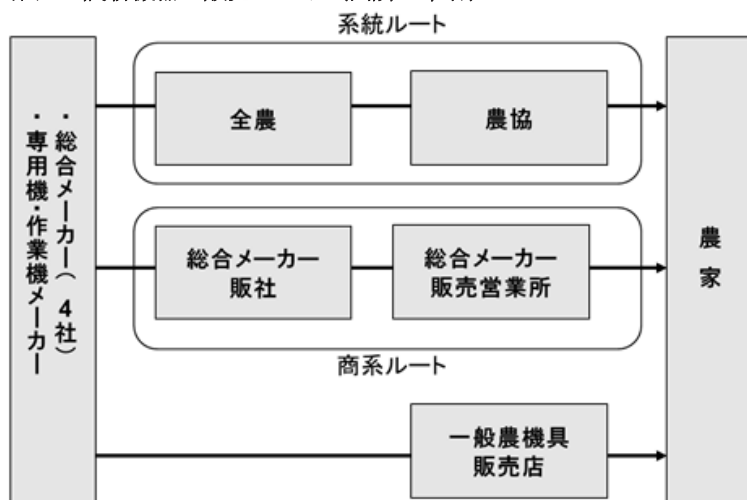 系統ルート
・総合メーカー(4社)
・専用機・作業機メーカー
全農
農協
総合メーカー
販社
総合メーカー
販売営業所
商系ルート
一般農機具
販売店
農家